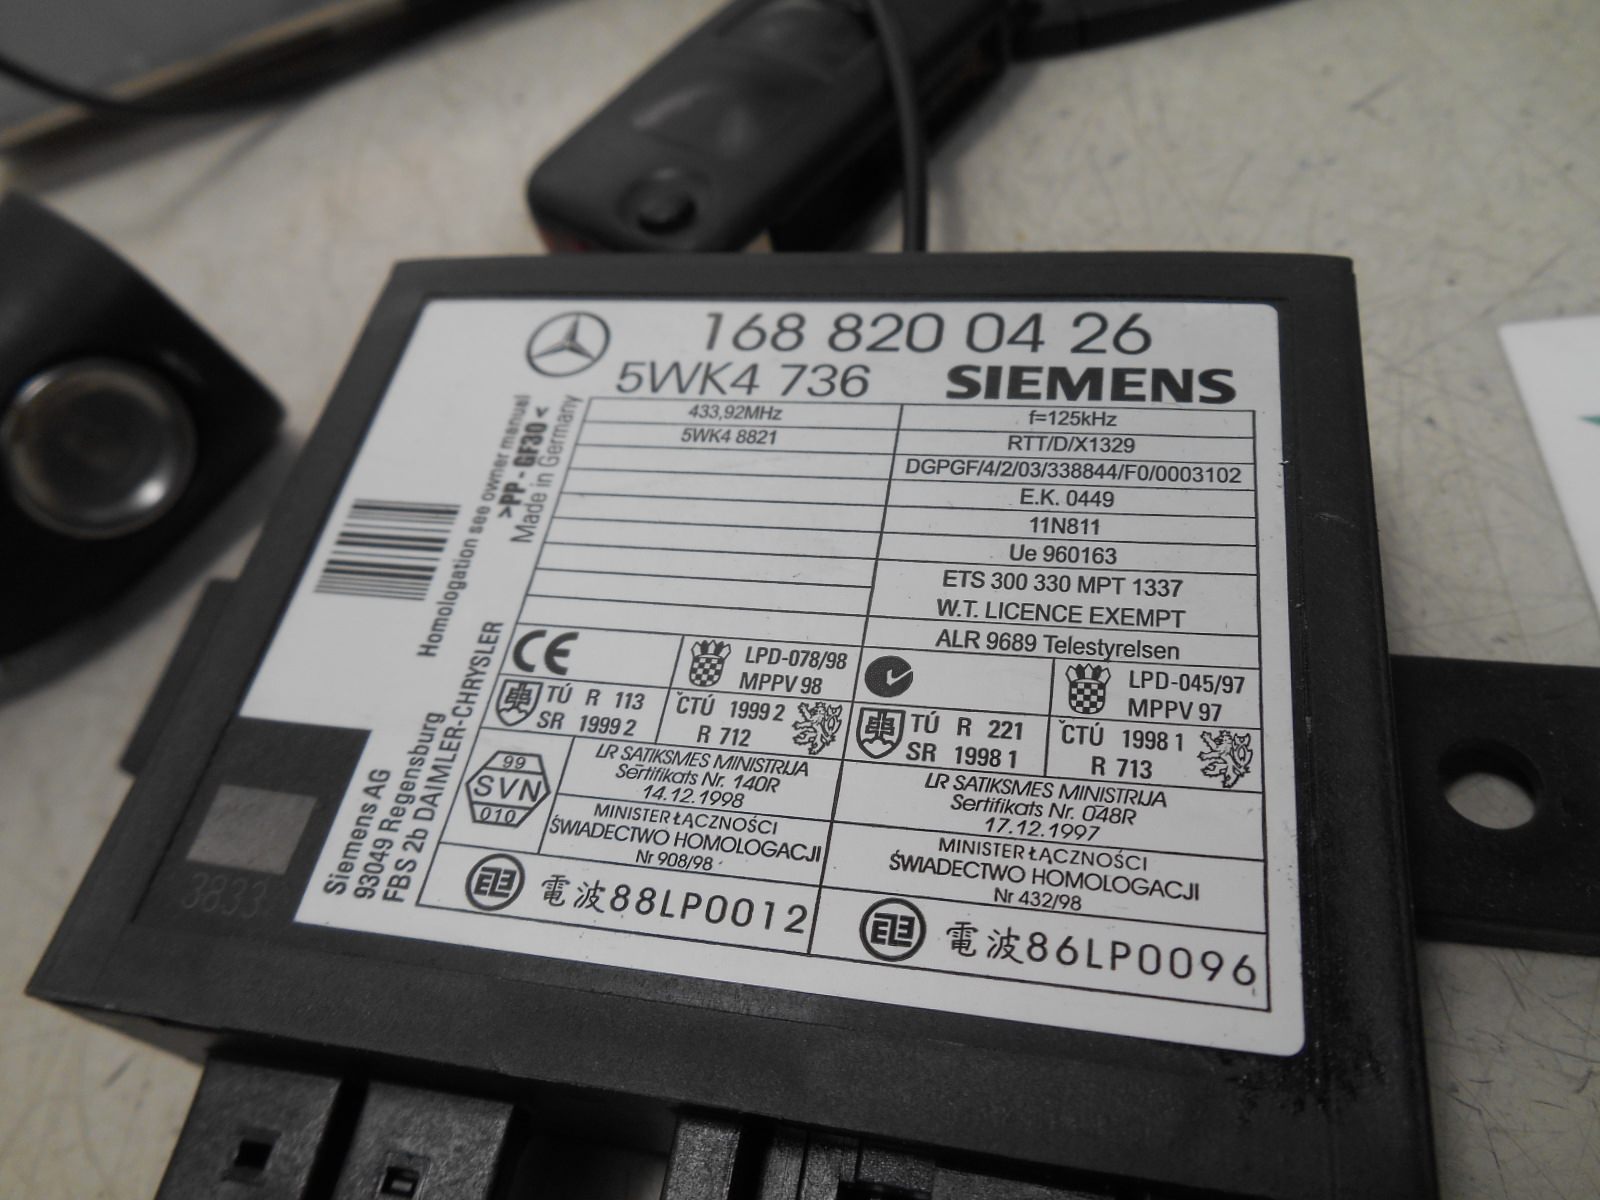 168 820 04 26
5WK4 736 SIEMENS
433,92MHz
5WK4 8821
f=125kHz
RTT/D/X1329
DGPGF/4/2/03/338844/F0/0003102
E.K. 0449
11N811
Ue 960163
ETS 300 330 MPT 1337
W.T. LICENCE EXEMPT
ALR 9689 Telestyrelsen
CE
LPD-078/98
MPPV 98
LPD-045/97
MPPV 97
TÚ R 113
SR 1999 2
ČTÚ 1999 2
R 712
TÚ R 221
SR 1998 1
ČTÚ 1998 1
R 713
99
SVN
010
LR SATIKSMES MINISTRIJA
Sertifikats Nr. 140R
14.12.1998
LR SATIKSMES MINISTRIJA
Sertifikats Nr. 048R
17.12.1997
MINISTER ŁĄCZNOŚCI
ŚWIADECTWO HOMOLOGACJI
Nr 908/98
MINISTER ŁĄCZNOŚCI
ŚWIADECTWO HOMOLOGACJI
Nr 432/98
電波88LP0012
電波86LP0096
Homologation see owner manual
>PP - GF30<
Made in Germany
Siemens AG
93049 Regensburg
FBS 2b DAIMLER-CHRYSLER
3833